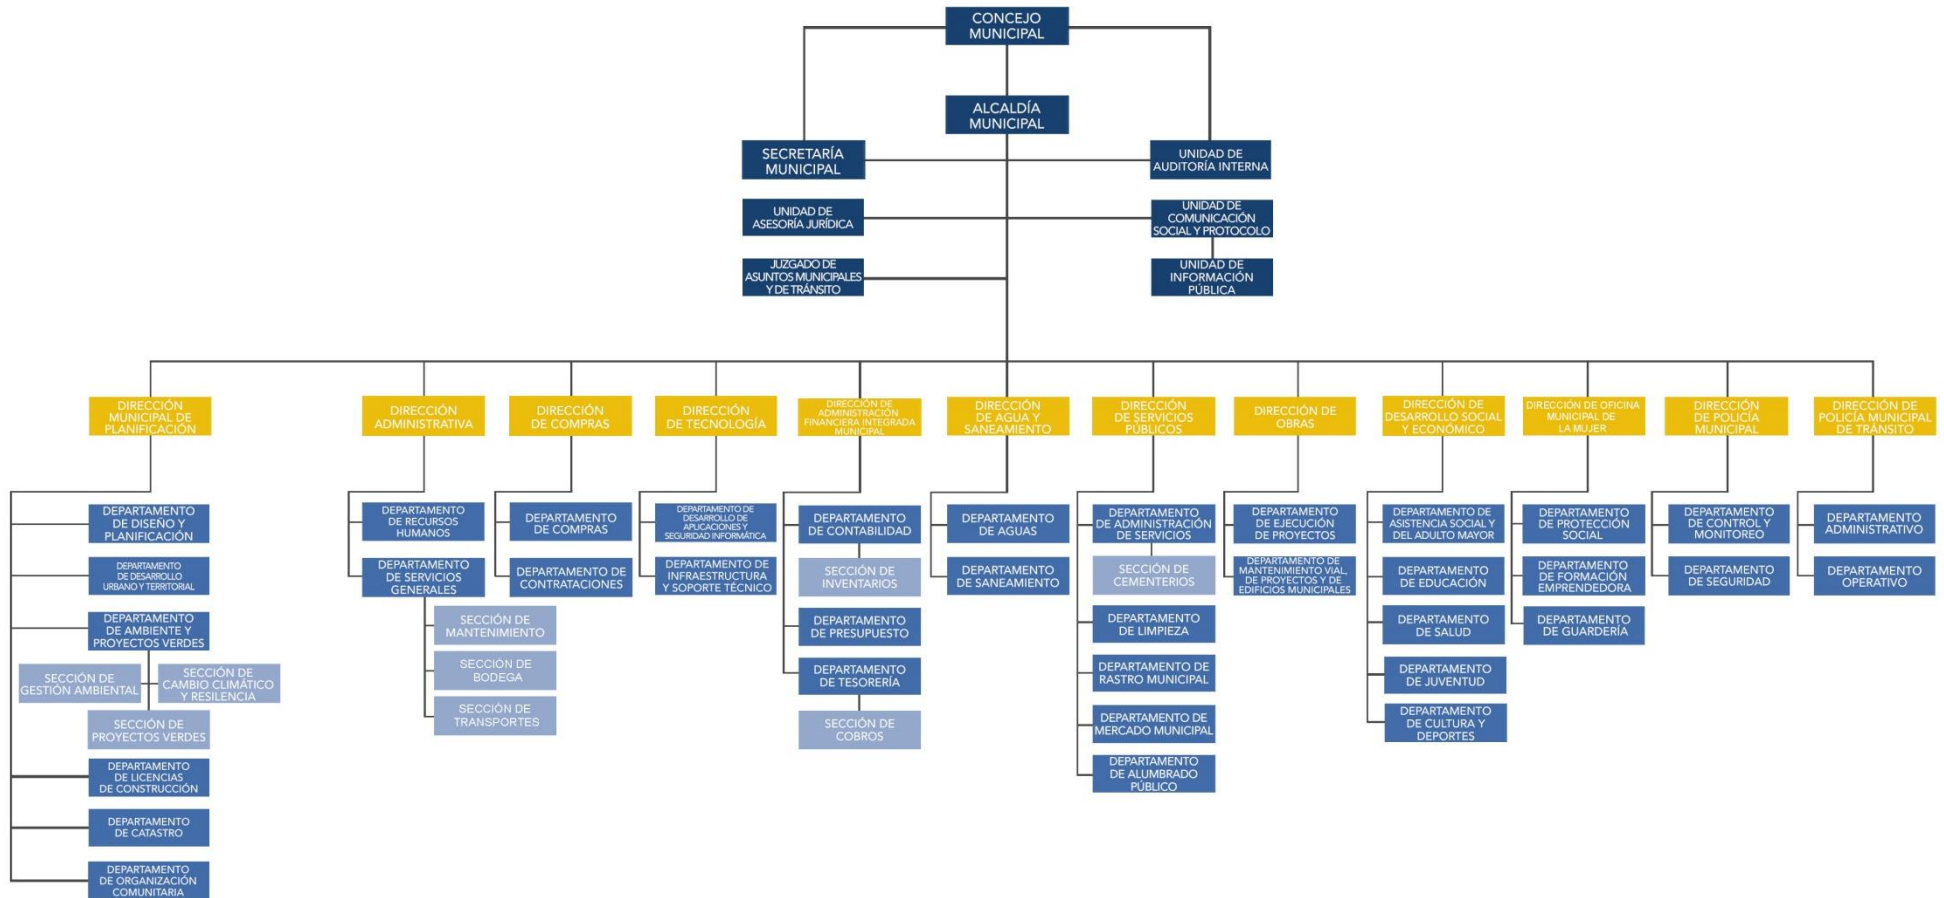 CONCEJO
MUNICIPAL
ALCALDÍA
MUNICIPAL
SECRETARÍA
MUNICIPAL
UNIDAD DE
AUDITORÍA INTERNA
UNIDAD DE
ASESORÍA JURÍDICA
UNIDAD DE
COMUNICACIÓN
SOCIAL Y PROTOCOLO
JUZGADO DE
ASUNTOS MUNICIPALES
Y DE TRÁNSITO
UNIDAD DE
INFORMACIÓN
PÚBLICA
DIRECCIÓN
MUNICIPAL DE
PLANIFICACIÓN
DIRECCIÓN
ADMINISTRATIVA
DIRECCIÓN
DE COMPRAS
DIRECCIÓN
DE TECNOLOGÍA
DIRECCIÓN DE
ADMINISTRACIÓN
FINANCIERA INTEGRADA
MUNICIPAL
DIRECCIÓN
DE AGUA Y
SANEAMIENTO
DIRECCIÓN
DE SERVICIOS
PÚBLICOS
DIRECCIÓN DE
OBRAS
DIRECCIÓN DE
DESARROLLO SOCIAL
Y ECONÓMICO
DIRECCIÓN DE OFICINA
MUNICIPAL DE
LA MUJER
DIRECCIÓN
DE POLICÍA
MUNICIPAL
DIRECCIÓN DE
POLICÍA MUNICIPAL
DE TRÁNSITO
DEPARTAMENTO
DE DISEÑO Y
PLANIFICACIÓN
DEPARTAMENTO
DE DESARROLLO
URBANO Y TERRITORIAL
DEPARTAMENTO
DE AMBIENTE Y
PROYECTOS VERDES
SECCIÓN DE
GESTIÓN AMBIENTAL
SECCIÓN DE
CAMBIO CLIMÁTICO
Y RESILENCIA
SECCIÓN DE
PROYECTOS VERDES
DEPARTAMENTO
DE LICENCIAS
DE CONSTRUCCIÓN
DEPARTAMENTO
DE CATASTRO
DEPARTAMENTO
DE ORGANIZACIÓN
COMUNITARIA
DEPARTAMENTO
DE RECURSOS
HUMANOS
DEPARTAMENTO
DE SERVICIOS
GENERALES
SECCIÓN DE
MANTENIMIENTO
SECCIÓN DE
BODEGA
SECCIÓN DE
TRANSPORTES
DEPARTAMENTO
DE COMPRAS
DEPARTAMENTO DE
CONTRATACIONES
DEPARTAMENTO DE
DESARROLLO DE
APLICACIONES Y
SEGURIDAD INFORMÁTICA
DEPARTAMENTO DE
INFRAESTRUCTURA
Y SOPORTE TÉCNICO
DEPARTAMENTO
DE CONTABILIDAD
SECCIÓN DE
INVENTARIOS
DEPARTAMENTO
DE PRESUPUESTO
DEPARTAMENTO
DE TESORERÍA
SECCIÓN DE
COBROS
DEPARTAMENTO
DE AGUAS
DEPARTAMENTO
DE SANEAMIENTO
DEPARTAMENTO
DE ADMINISTRACIÓN
DE SERVICIOS
SECCIÓN DE
CEMENTERIOS
DEPARTAMENTO
DE LIMPIEZA
DEPARTAMENTO DE
RASTRO MUNICIPAL
DEPARTAMENTO DE
MERCADO MUNICIPAL
DEPARTAMENTO
DE ALUMBRADO
PÚBLICO
DEPARTAMENTO
DE EJECUCIÓN
DE PROYECTOS
DEPARTAMENTO DE
MANTENIMIENTO VIAL,
DE PROYECTOS Y DE
EDIFICIOS MUNICIPALES
DEPARTAMENTO DE
ASISTENCIA SOCIAL Y
DEL ADULTO MAYOR
DEPARTAMENTO
DE EDUCACIÓN
DEPARTAMENTO
DE SALUD
DEPARTAMENTO
DE JUVENTUD
DEPARTAMENTO
DE CULTURA Y
DEPORTES
DEPARTAMENTO
DE PROTECCIÓN
SOCIAL
DEPARTAMENTO
DE FORMACIÓN
EMPRENDEDORA
DEPARTAMENTO
DE GUARDERÍA
DEPARTAMENTO
DE CONTROL Y
MONITOREO
DEPARTAMENTO
DE SEGURIDAD
DEPARTAMENTO
ADMINISTRATIVO
DEPARTAMENTO
OPERATIVO